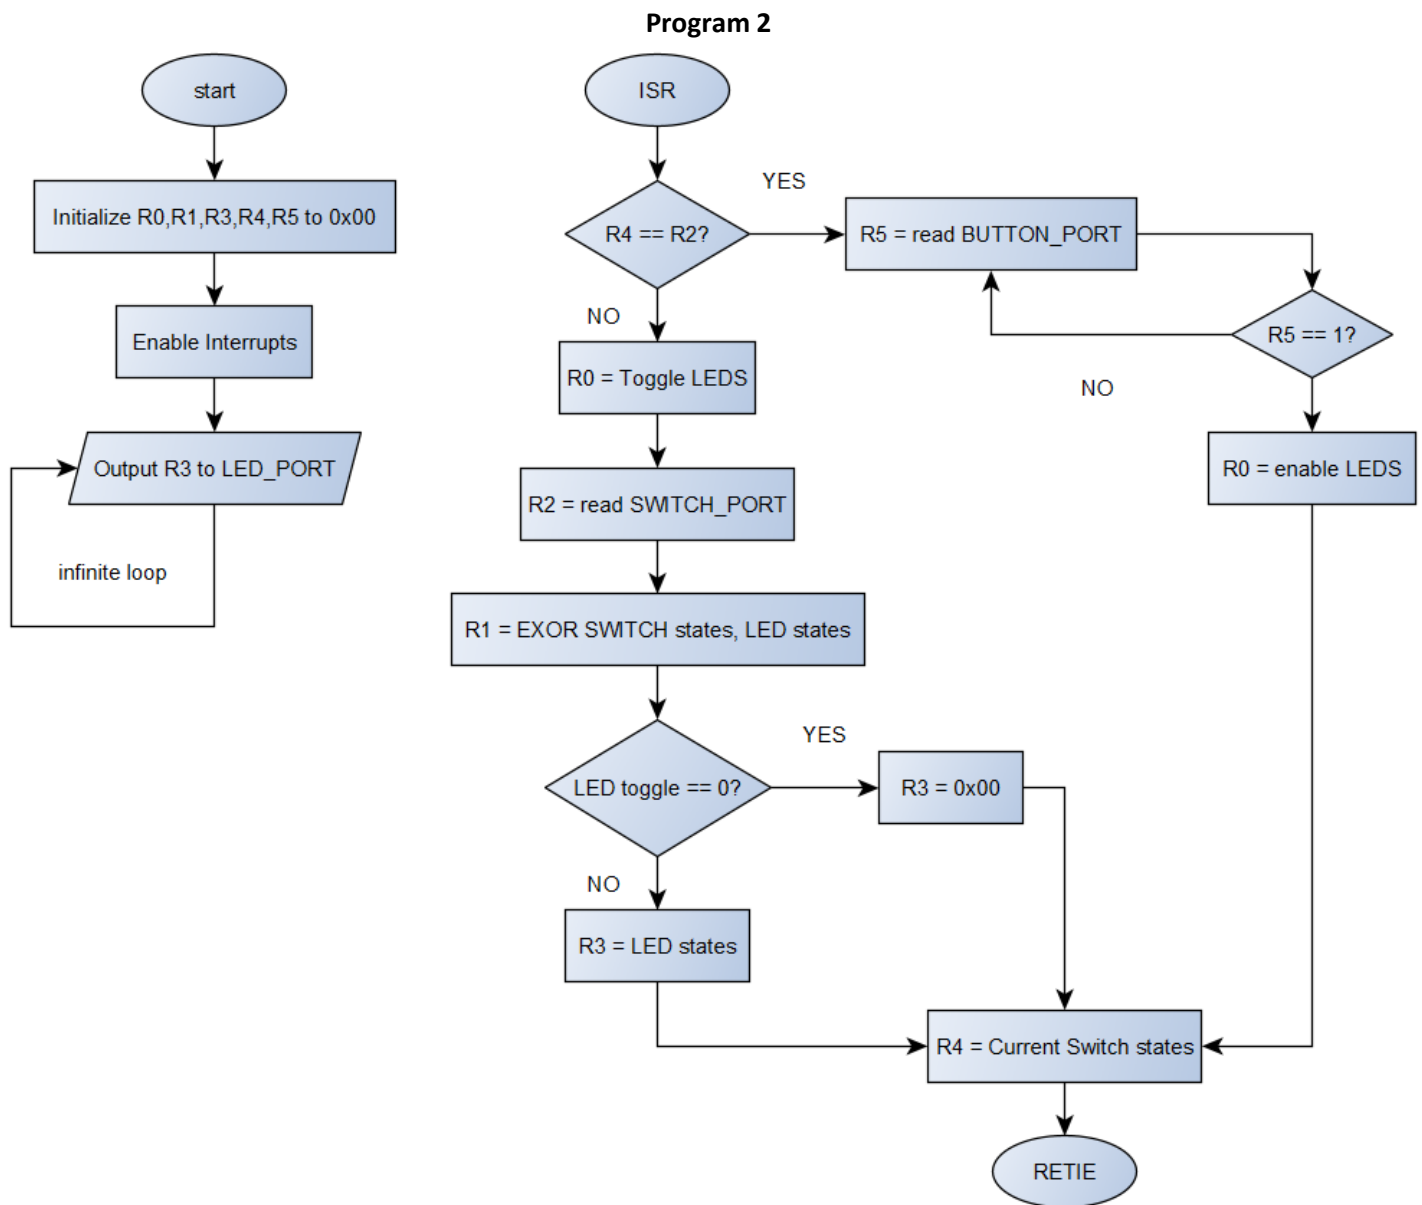 Program 2
start
Initialize R0,R1,R3,R4,R5 to 0x00
Enable Interrupts
Output R3 to LED_PORT
infinite loop
ISR
R4 == R2?
YES
R5 = read BUTTON_PORT
R5 == 1?
NO
R0 = enable LEDS
NO
R0 = Toggle LEDS
R2 = read SWITCH_PORT
R1 = EXOR SWITCH states, LED states
LED toggle == 0?
YES
R3 = 0x00
NO
R3 = LED states
R4 = Current Switch states
RETIE